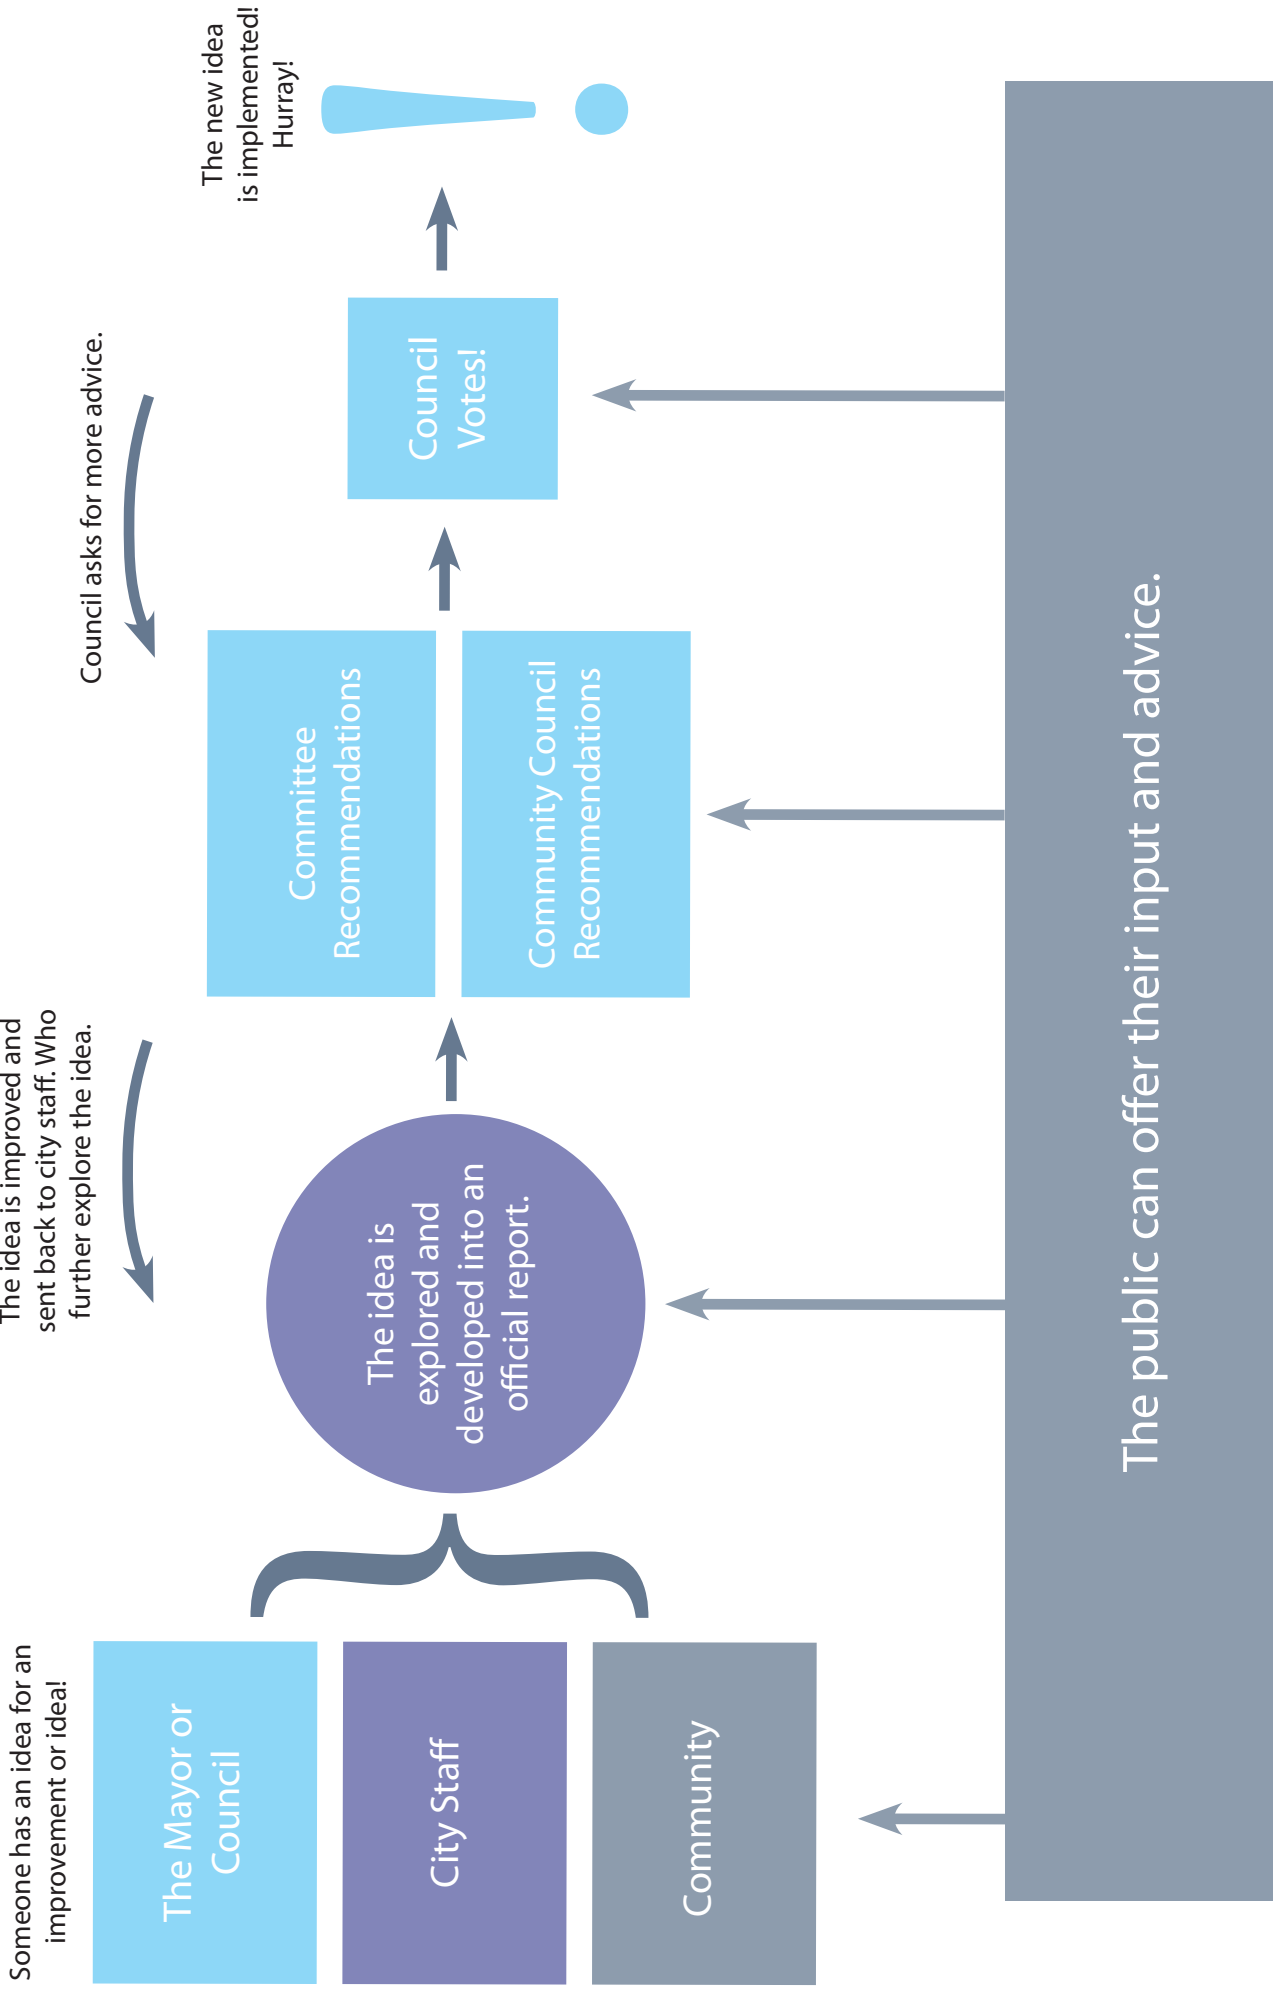 Someone has an idea for an
improvement or idea!
The Mayor or
Council
City Staff
Community
The idea is
explored and
developed into an
official report.
The idea is improved and
sent back to city staff. Who
further explore the idea.
Committee
Recommendations
Community Council
Recommendations
Council asks for more advice.
Council
Votes!
The new idea
is implemented!
Hurray!
The public can offer their input and advice.